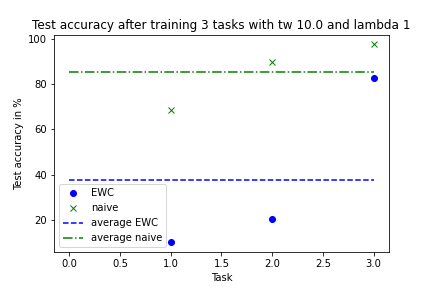 Test accuracy after training 3 tasks with tw 10.0 and lambda 1
100
80
60
40
20
Test accuracy in %
EWC
naive
average EWC
average naive
0.0 0.5 1.0 1.5 2.0 2.5 3.0
Task